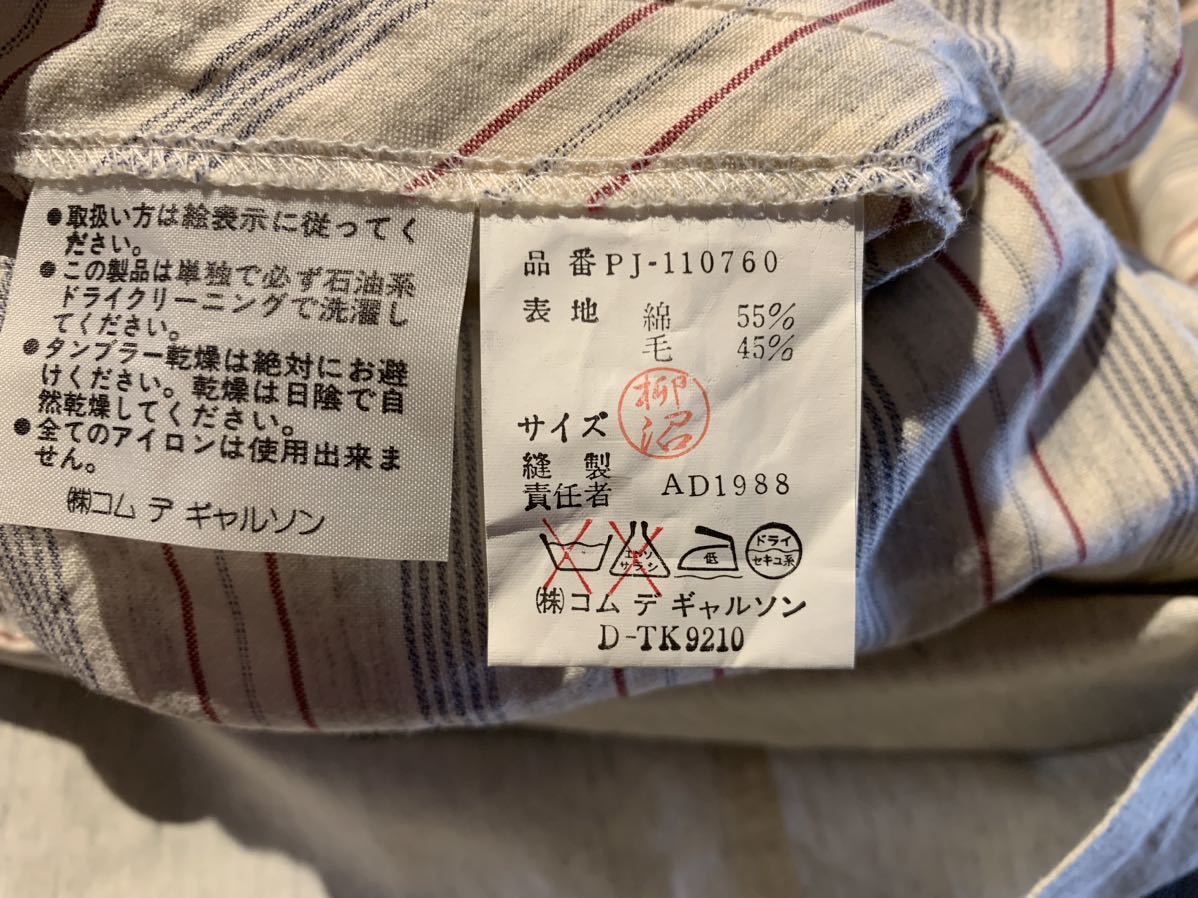 ●取扱い方は絵表示に従ってく
ださい。
●この製品は単独で必ず石油系
ドライクリーニングで洗濯し
てください。
●タンブラー乾燥は絶対にお避
けください。乾燥は日陰で自
然乾燥してください。
●全てのアイロンは使用出来ま
せん。
㈱コム デ ギャルソン
品番 PJ-110760
表地 綿 55%
毛 45%
柳沼
サイズ
縫製
責任者 AD1988
エンソ
サラシ
低
ドライ
セキユ系
㈱コム デ ギャルソン
D-TK9210